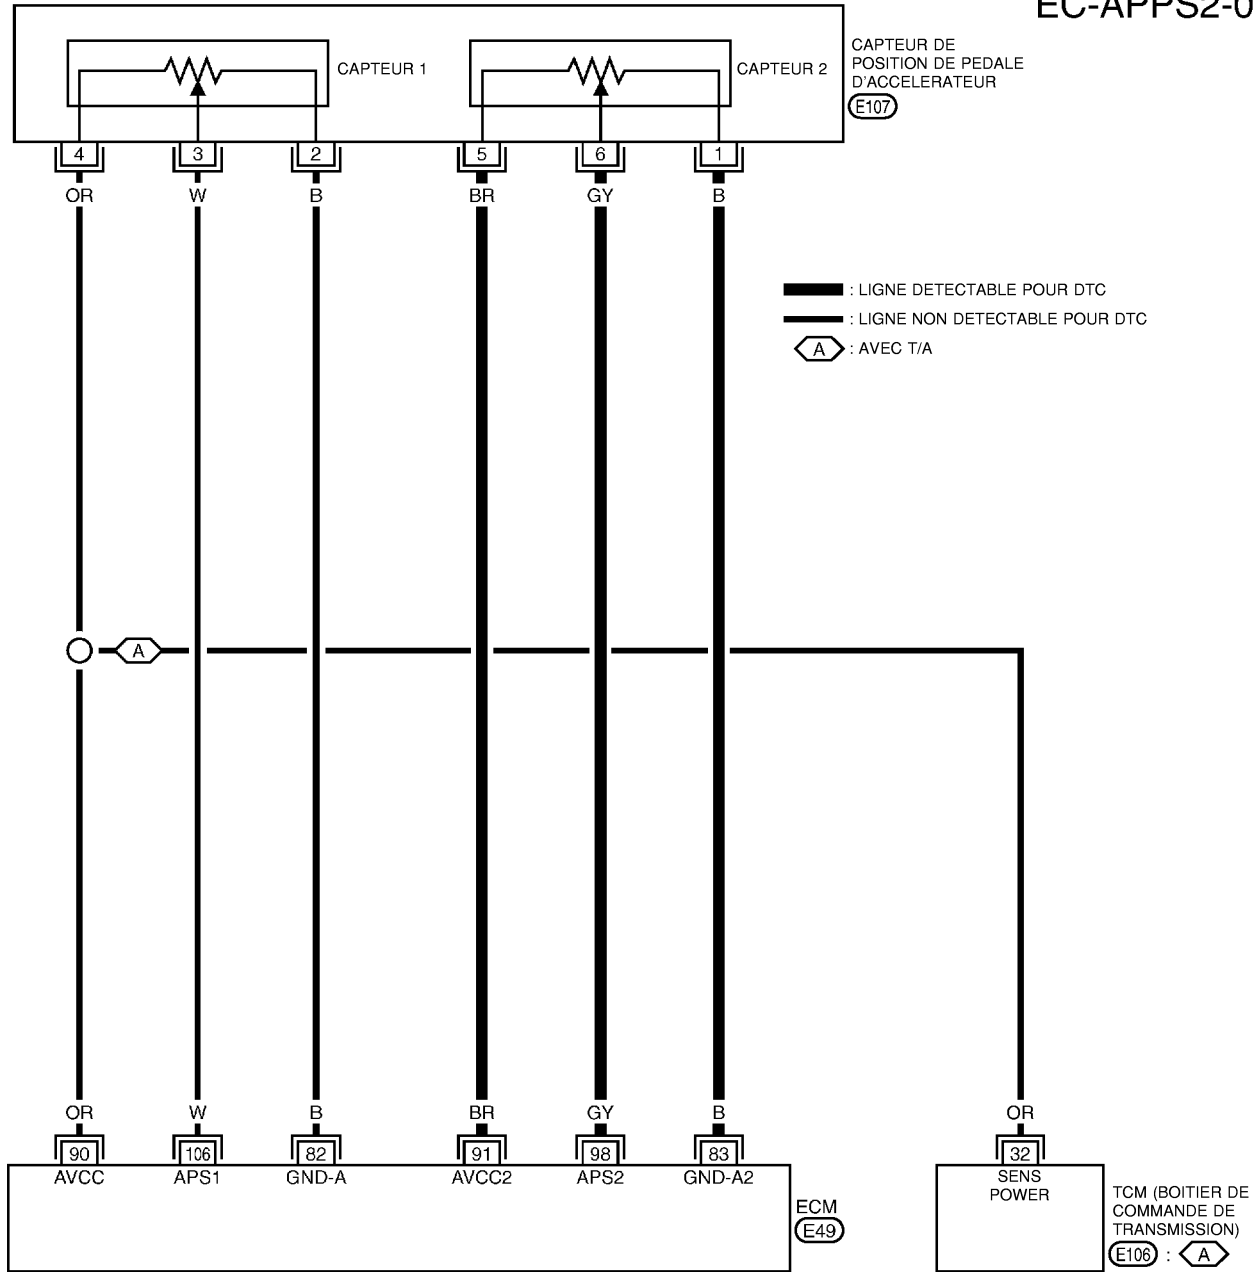 EC-APPS2-0
CAPTEUR 1
CAPTEUR 2
CAPTEUR DE
POSITION DE PEDALE
D'ACCELERATEUR
E107
4 3 2 5 6 1
OR W B BR GY B
: LIGNE DETECTABLE POUR DTC
: LIGNE NON DETECTABLE POUR DTC
A : AVEC T/A
A
OR W B BR GY B OR
90 106 82 91 98 83 32
AVCC APS1 GND-A AVCC2 APS2 GND-A2
SENS
POWER
ECM
E49
TCM (BOITIER DE
COMMANDE DE
TRANSMISSION)
E106 : A